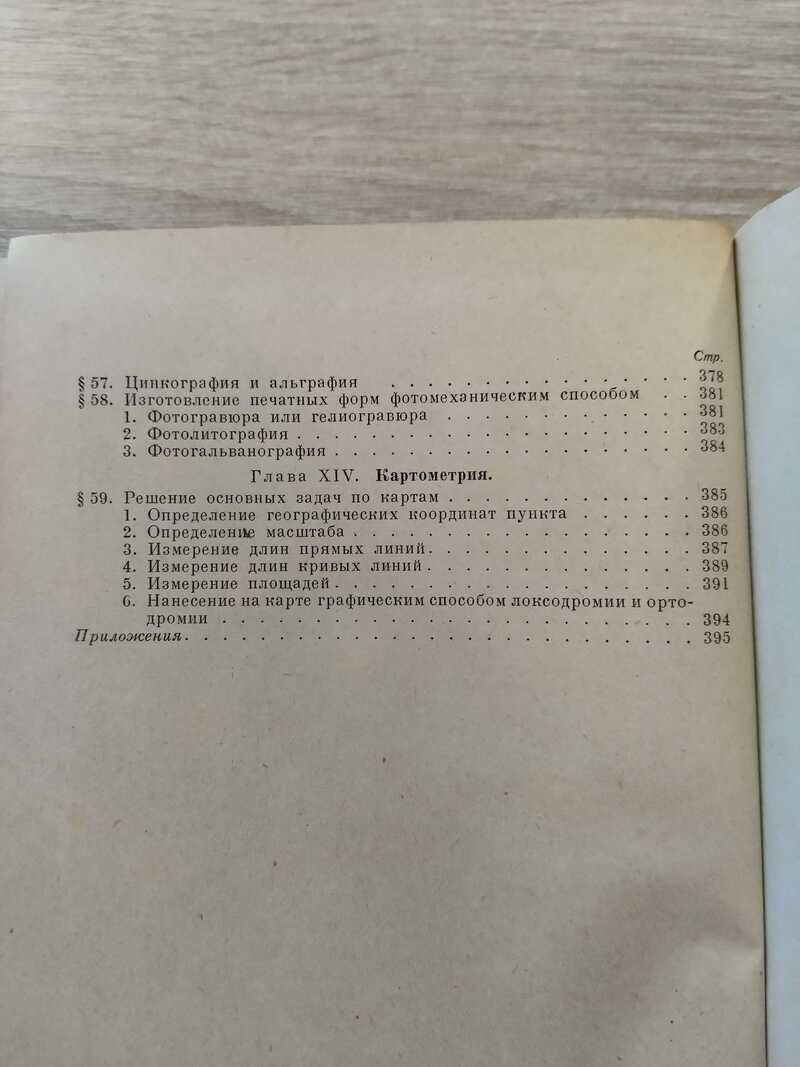 Стр.
§ 57. Цинкография и альграфия . . . . . . . . . . . . . . . . 378
§ 58. Изготовление печатных форм фотомеханическим способом . . 381
1. Фотогравюра или гелиогравюра . . . . . . . . . . . . . 381
2. Фотолитография . . . . . . . . . . . . . . . . . . . . . 383
3. Фотогальванография . . . . . . . . . . . . . . . . . . . 384
Глава XIV. Картометрия.
§ 59. Решение основных задач по картам . . . . . . . . . . . . . 385
1. Определение географических координат пункта . . . . . . 386
2. Определение масштаба . . . . . . . . . . . . . . . . . . 386
3. Измерение длин прямых линий . . . . . . . . . . . . . . 387
4. Измерение длин кривых линий . . . . . . . . . . . . . . 389
5. Измерение площадей . . . . . . . . . . . . . . . . . . . 391
6. Нанесение на карте графическим способом локсодромии и орто-
дромии . . . . . . . . . . . . . . . . . . . . . . . . . 394
Приложения . . . . . . . . . . . . . . . . . . . . . . . . . . . 395